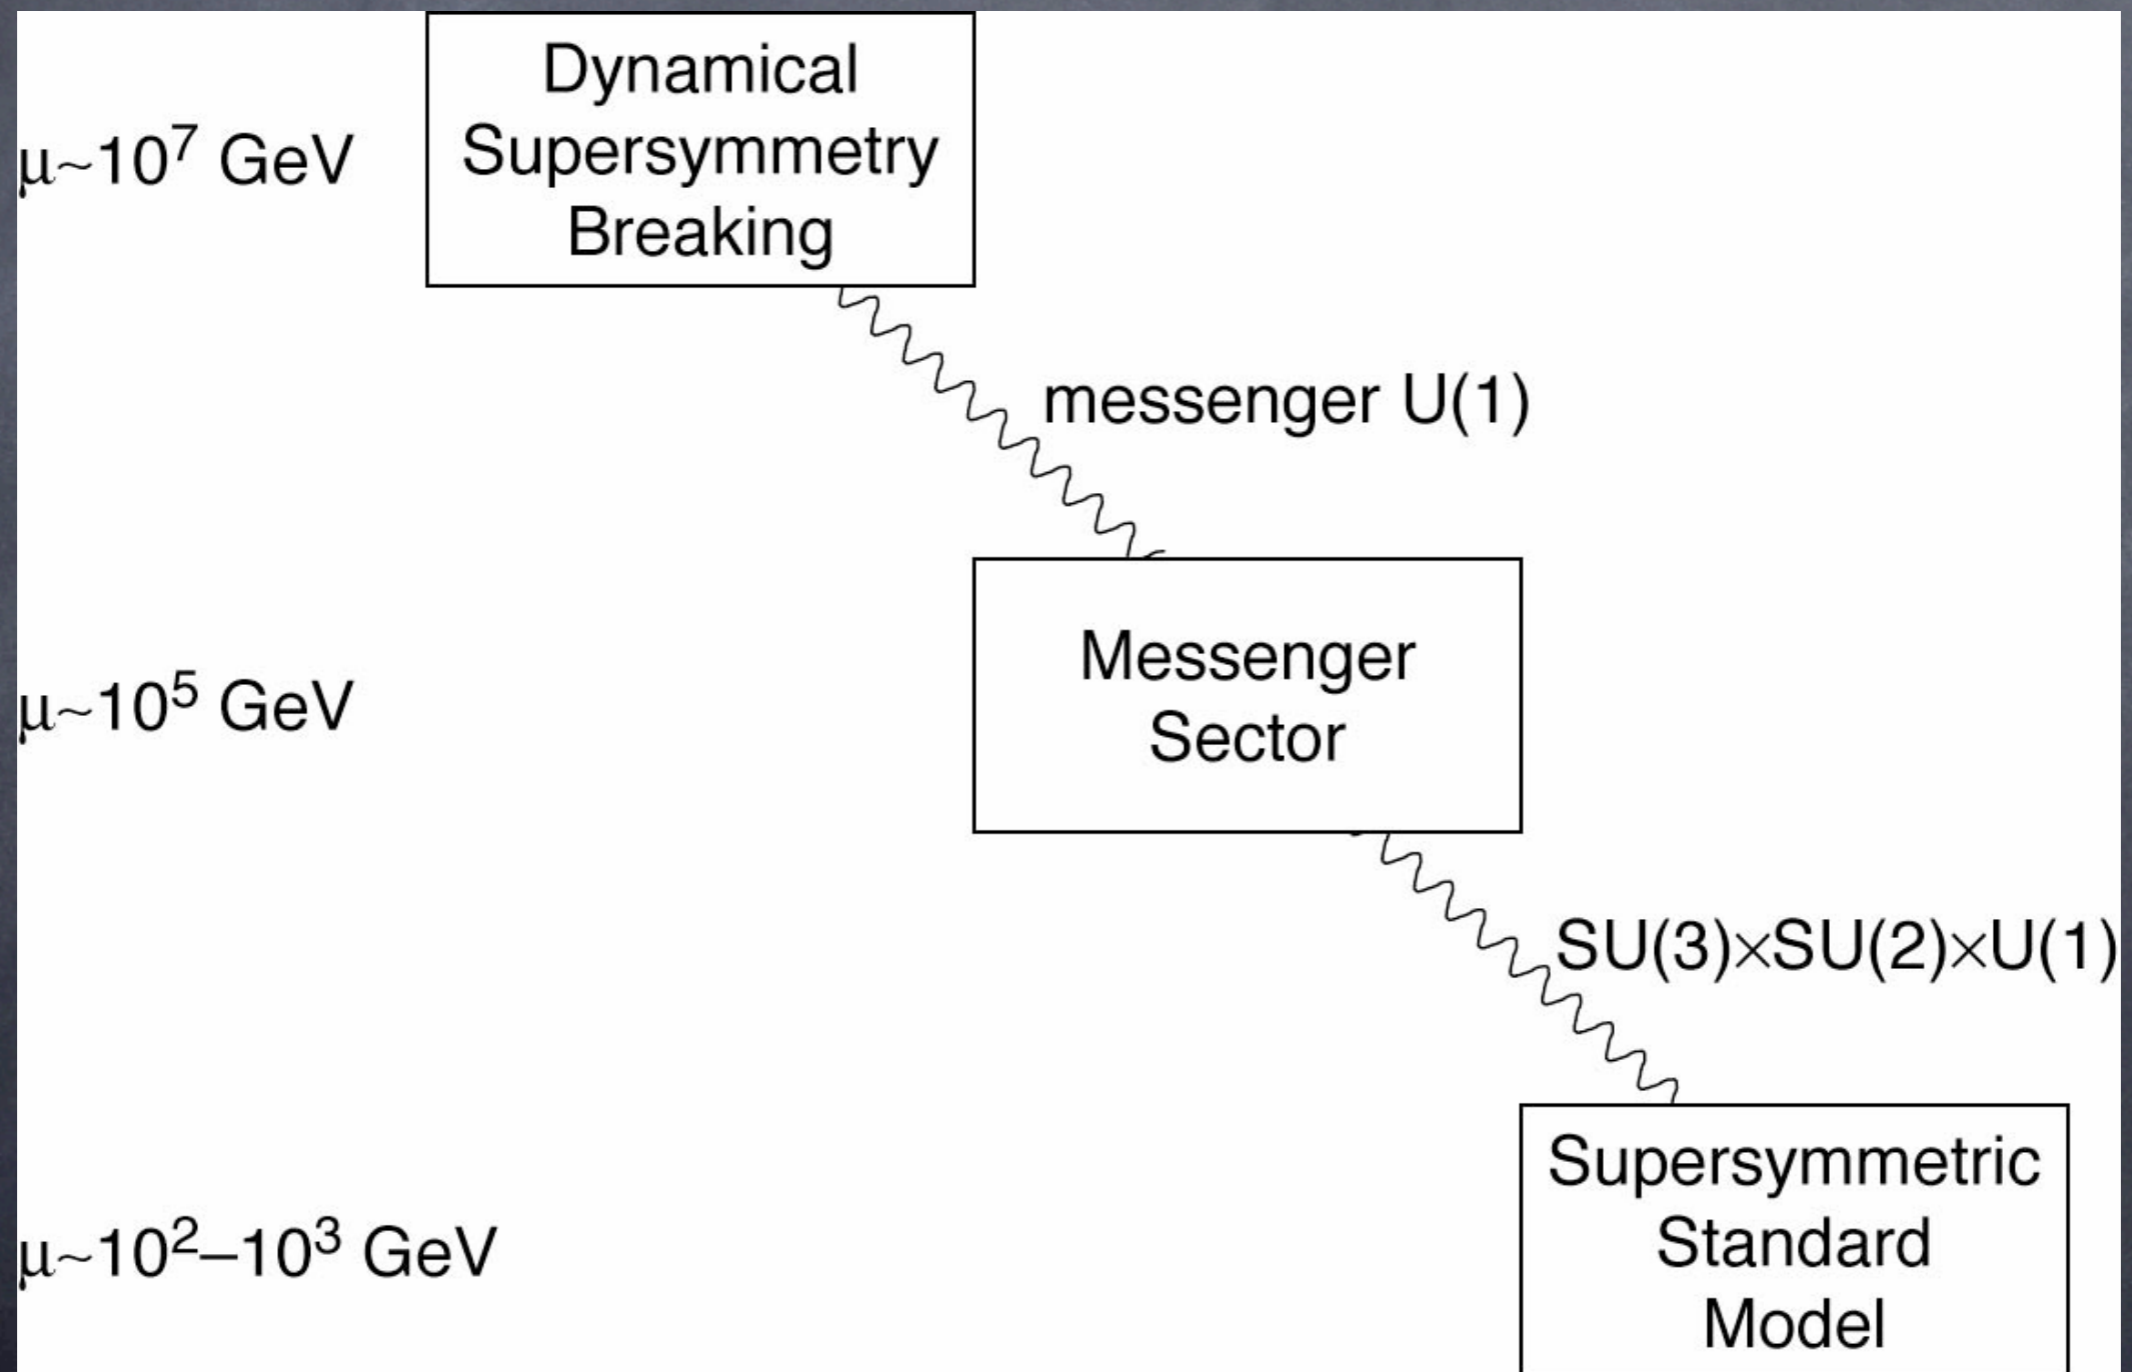 Dynamical
Supersymmetry
Breaking
μ~10⁷ GeV
messenger U(1)
Messenger
Sector
μ~10⁵ GeV
SU(3)×SU(2)×U(1)
Supersymmetric
Standard
Model
μ~10²–10³ GeV